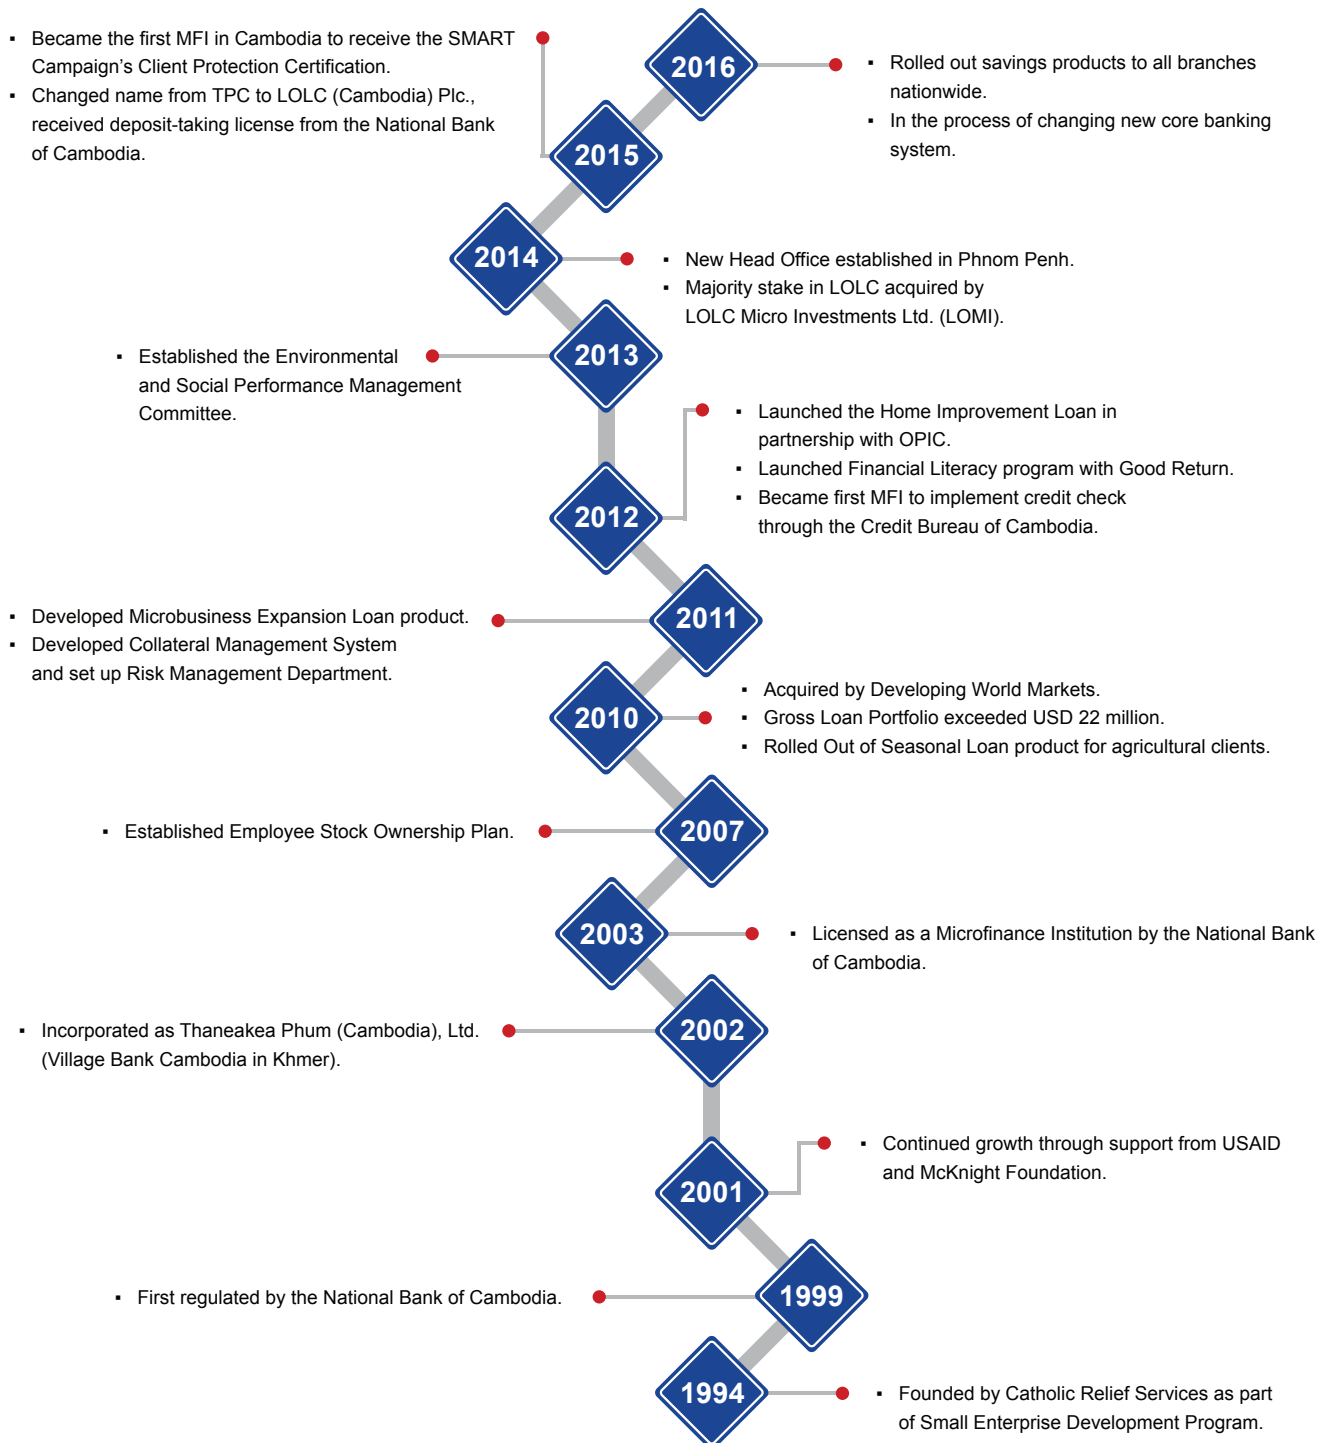 ▪ Became the first MFI in Cambodia to receive the SMART
Campaign's Client Protection Certification.
▪ Changed name from TPC to LOLC (Cambodia) Plc.,
received deposit-taking license from the National Bank
of Cambodia.
2016
▪ Rolled out savings products to all branches
nationwide.
▪ In the process of changing new core banking
system.
2015
2014
▪ New Head Office established in Phnom Penh.
▪ Majority stake in LOLC acquired by
LOLC Micro Investments Ltd. (LOMI).
▪ Established the Environmental
and Social Performance Management
Committee.
2013
▪ Launched the Home Improvement Loan in
partnership with OPIC.
▪ Launched Financial Literacy program with Good Return.
▪ Became first MFI to implement credit check
through the Credit Bureau of Cambodia.
2012
▪ Developed Microbusiness Expansion Loan product.
▪ Developed Collateral Management System
and set up Risk Management Department.
2011
2010
▪ Acquired by Developing World Markets.
▪ Gross Loan Portfolio exceeded USD 22 million.
▪ Rolled Out of Seasonal Loan product for agricultural clients.
▪ Established Employee Stock Ownership Plan.
2007
2003
▪ Licensed as a Microfinance Institution by the National Bank
of Cambodia.
▪ Incorporated as Thaneakea Phum (Cambodia), Ltd.
(Village Bank Cambodia in Khmer).
2002
▪ Continued growth through support from USAID
and McKnight Foundation.
2001
▪ First regulated by the National Bank of Cambodia.
1999
1994
▪ Founded by Catholic Relief Services as part
of Small Enterprise Development Program.